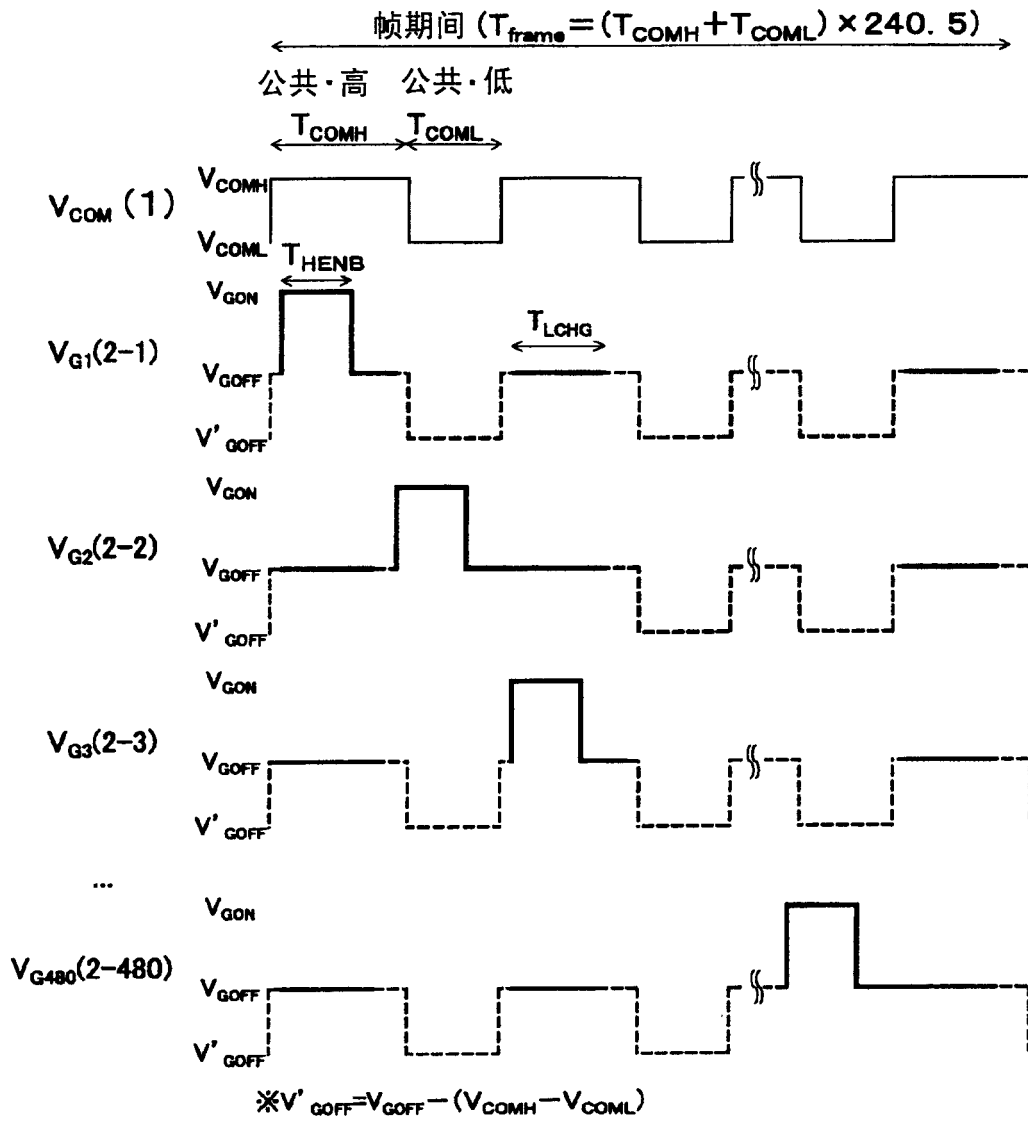 帧期间 (Tframe=(TCOMH+TCOML)×240. 5)
公共·高 公共·低
TCOMH TCOML
VCOM (1)
VCOMH
VCOML
THENB
VG1(2-1)
VGON
TLCHG
VGOFF
V'GOFF
VG2(2-2)
VGON
VGOFF
V'GOFF
VG3(2-3)
VGON
VGOFF
V'GOFF
...
VG480(2-480)
VGON
VGOFF
V'GOFF
※V'GOFF=VGOFF-(VCOMH-VCOML)